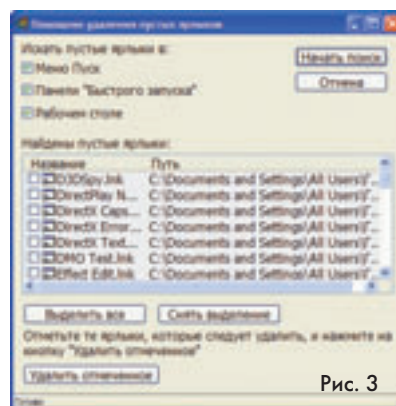 Помощник удаления пустых ярлыков
Искать пустые ярлыки в:
Начать поиск
Меню Пуск
Отмена
Панели "Быстрого запуска"
Рабочем столе
Найдены пустые ярлыки:
Название Путь
D3DSpy.lnk C:\Documents and Settings\All Users\Г...
DirectPlay N... C:\Documents and Settings\All Users\Г...
DirectX Caps... C:\Documents and Settings\All Users\Г...
DirectX Error... C:\Documents and Settings\All Users\Г...
DirectX Text... C:\Documents and Settings\All Users\Г...
DMO Test.lnk C:\Documents and Settings\All Users\Г...
Effect Edit.lnk C:\Documents and Settings\All Users\Г...
Выделить все Снять выделение
Отметьте те ярлыки, которые следует удалить, и нажмите на
кнопку "Удалить отмеченное"
Удалить отмеченное
Рис. 3
Готово